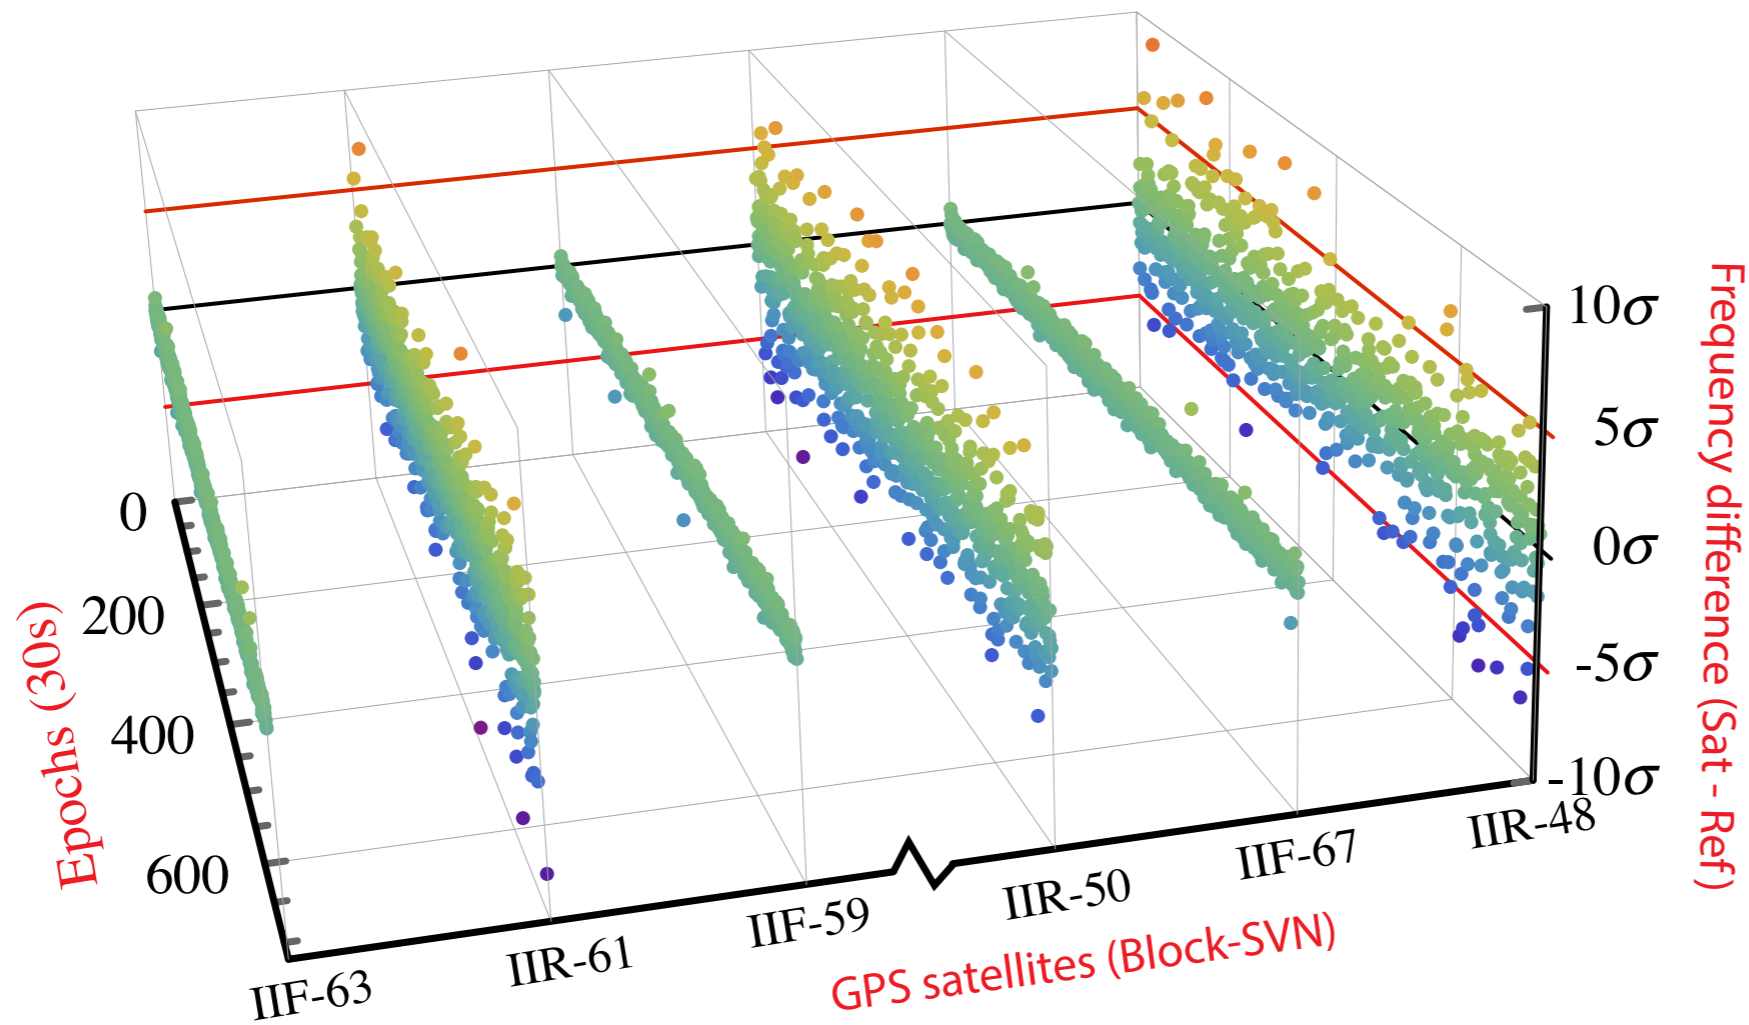 10σ
5σ
0σ
-5σ
-10σ
Frequency difference (Sat - Ref)
0
200
400
600
Epochs (30s)
IIF-63
IIR-61
IIF-59
IIR-50
IIF-67
IIR-48
GPS satellites (Block-SVN)